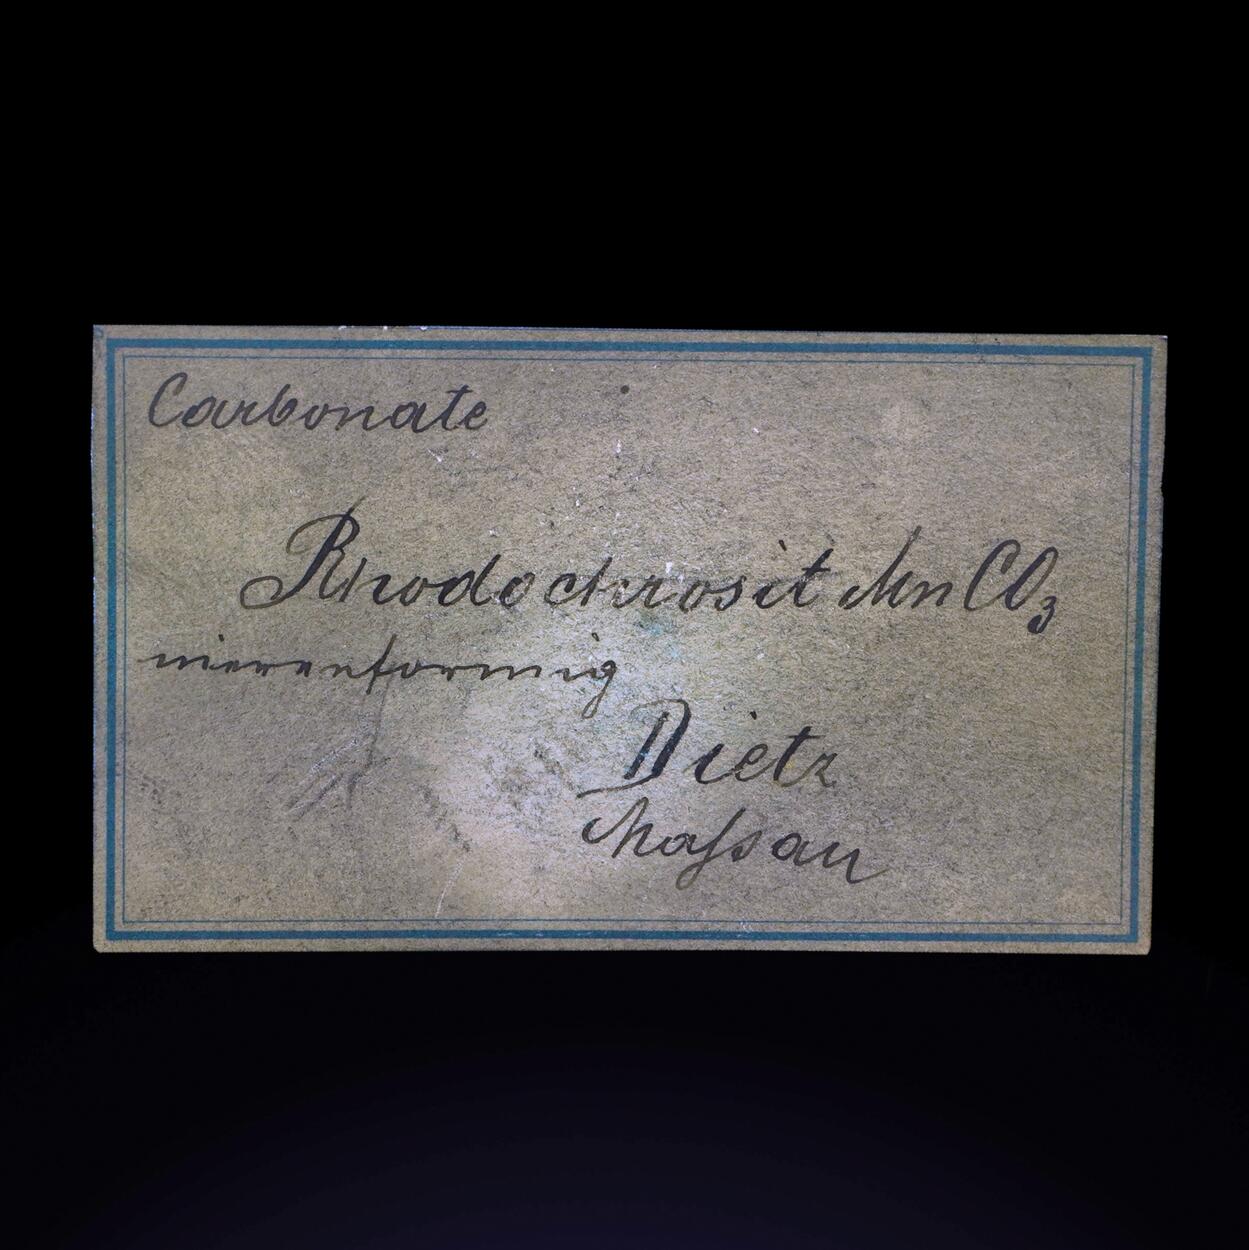 Carbonate
Rhodochrosit MnCO₃
nierenformig
Dietz
Naſsau